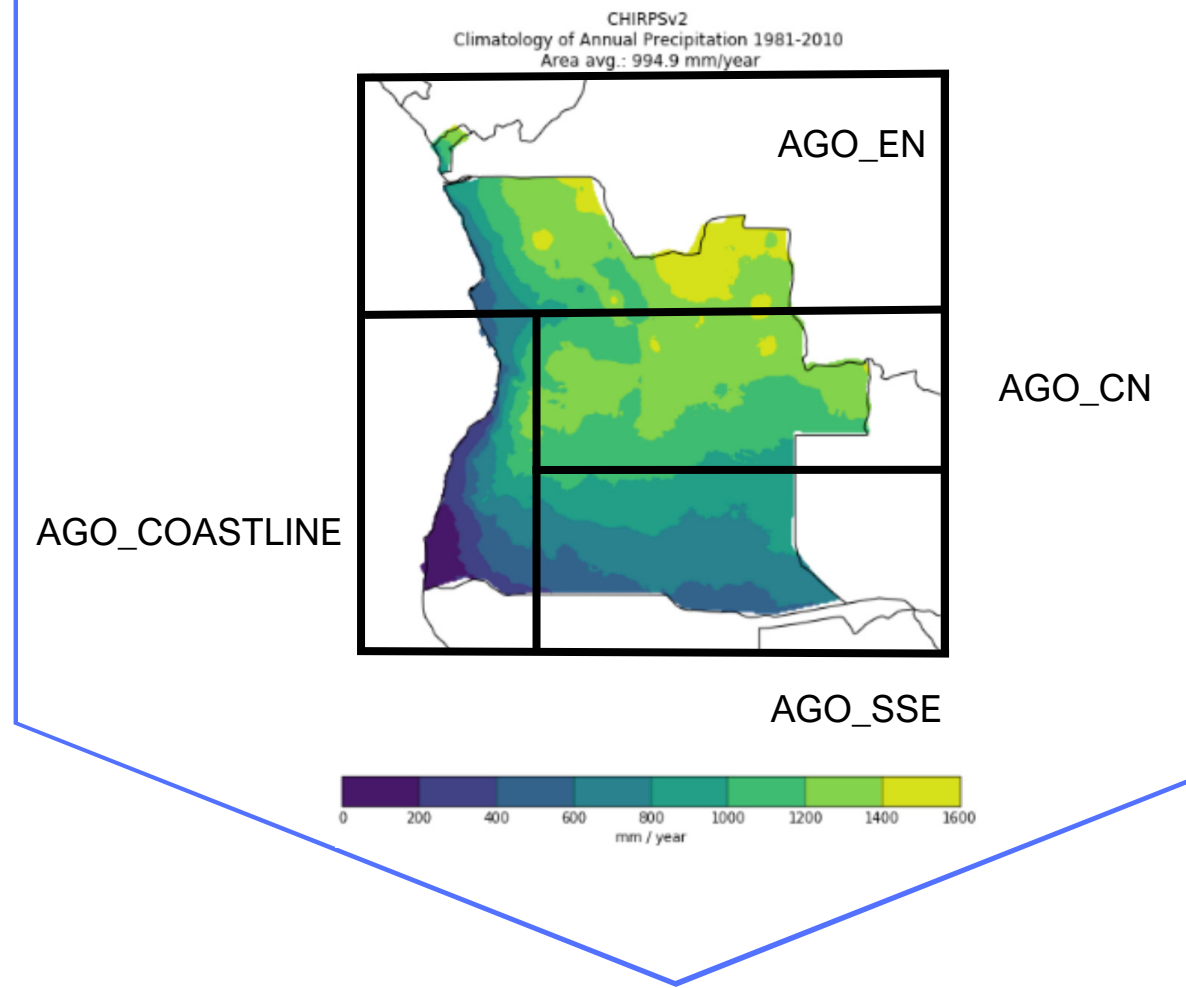 CHIRPSv2
Climatology of Annual Precipitation 1981-2010
Area avg.: 994.9 mm/year
AGO_EN
AGO_CN
AGO_COASTLINE
AGO_SSE
0 200 400 600 800 1000 1200 1400 1600
mm / year